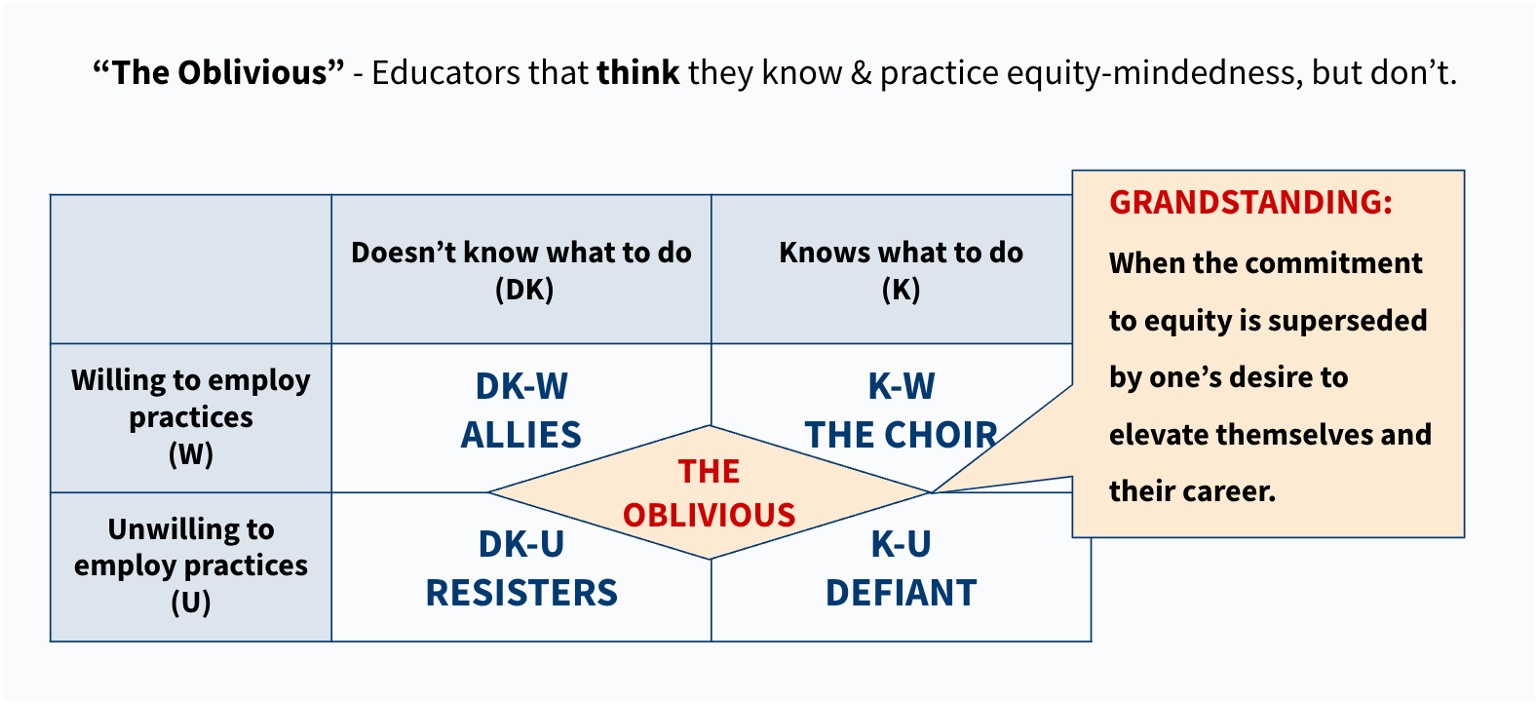 “The Oblivious” - Educators that think they know & practice equity-mindedness, but don’t.
Doesn’t know what to do
(DK)
Knows what to do
(K)
GRANDSTANDING:
When the commitment
to equity is superseded
by one’s desire to
elevate themselves and
their career.
Willing to employ
practices
(W)
DK-W
ALLIES
K-W
THE CHOIR
THE
OBLIVIOUS
Unwilling to
employ practices
(U)
DK-U
RESISTERS
K-U
DEFIANT